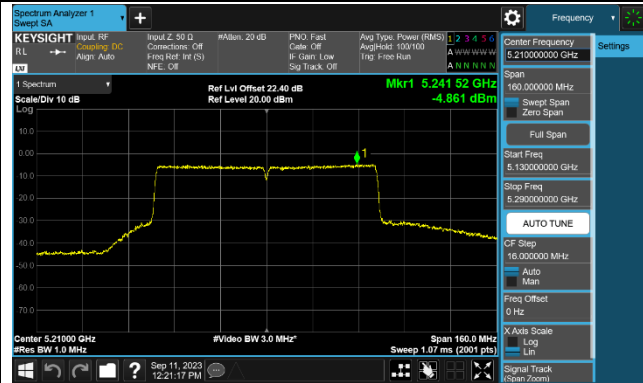 Spectrum Analyzer 1
Swept SA
Frequency
KEYSIGHT
RL
Input: RF
Coupling: DC
Align: Auto
Input Z: 50 Ω
Corrections: Off
Freq Ref: Int (S)
NFE: Off
#Atten: 20 dB
PNO: Fast
Gate: Off
IF Gain: Low
Sig Track: Off
Avg Type: Power (RMS)
Avg|Hold: 100/100
Trig: Free Run
1 2 3 4 5 6
A W W W W W
A N N N N N
LXI
1 Spectrum
Scale/Div 10 dB
Log
Ref Lvl Offset 22.40 dB
Ref Level 20.00 dBm
Mkr1 5.241 52 GHz
-4.861 dBm
10.0
0.00
-10.0
-20.0
-30.0
-40.0
-50.0
-60.0
-70.0
1
Center 5.21000 GHz
#Res BW 1.0 MHz
#Video BW 3.0 MHz*
Span 160.0 MHz
Sweep 1.07 ms (2001 pts)
Sep 11, 2023
12:21:17 PM
?
Center Frequency
5.210000000 GHz
Span
160.000000 MHz
Swept Span
Zero Span
Full Span
Start Freq
5.130000000 GHz
Stop Freq
5.290000000 GHz
AUTO TUNE
CF Step
16.000000 MHz
Auto
Man
Freq Offset
0 Hz
X Axis Scale
Log
Lin
Signal Track
(Span Zoom)
Settings